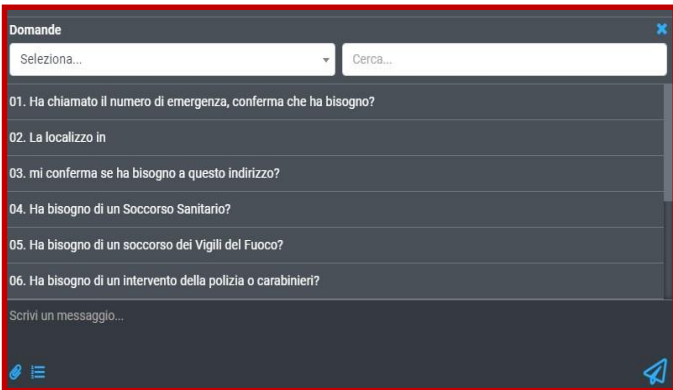 Domande
Seleziona... Cerca...
01. Ha chiamato il numero di emergenza, conferma che ha bisogno?
02. La localizzo in
03. mi conferma se ha bisogno a questo indirizzo?
04. Ha bisogno di un Soccorso Sanitario?
05. Ha bisogno di un soccorso dei Vigili del Fuoco?
06. Ha bisogno di un intervento della polizia o carabinieri?
Scrivi un messaggio...